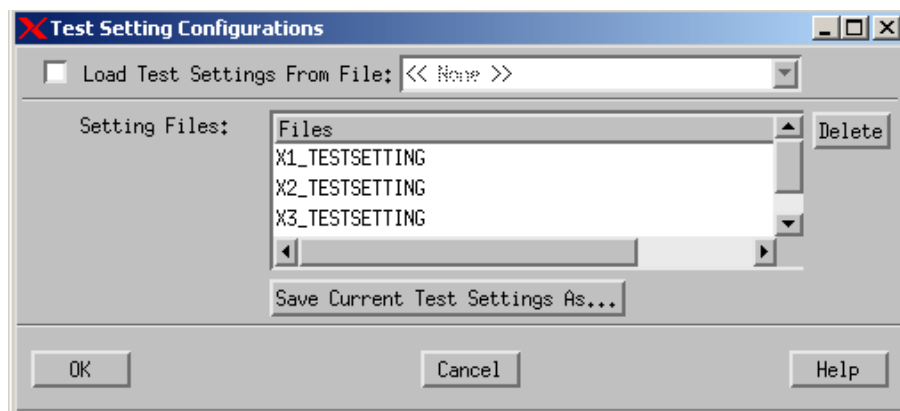 Test Setting Configurations
Load Test Settings From File: << None >>
Setting Files:
Files
Delete
X1_TESTSETTING
X2_TESTSETTING
X3_TESTSETTING
Save Current Test Settings As...
OK
Cancel
Help